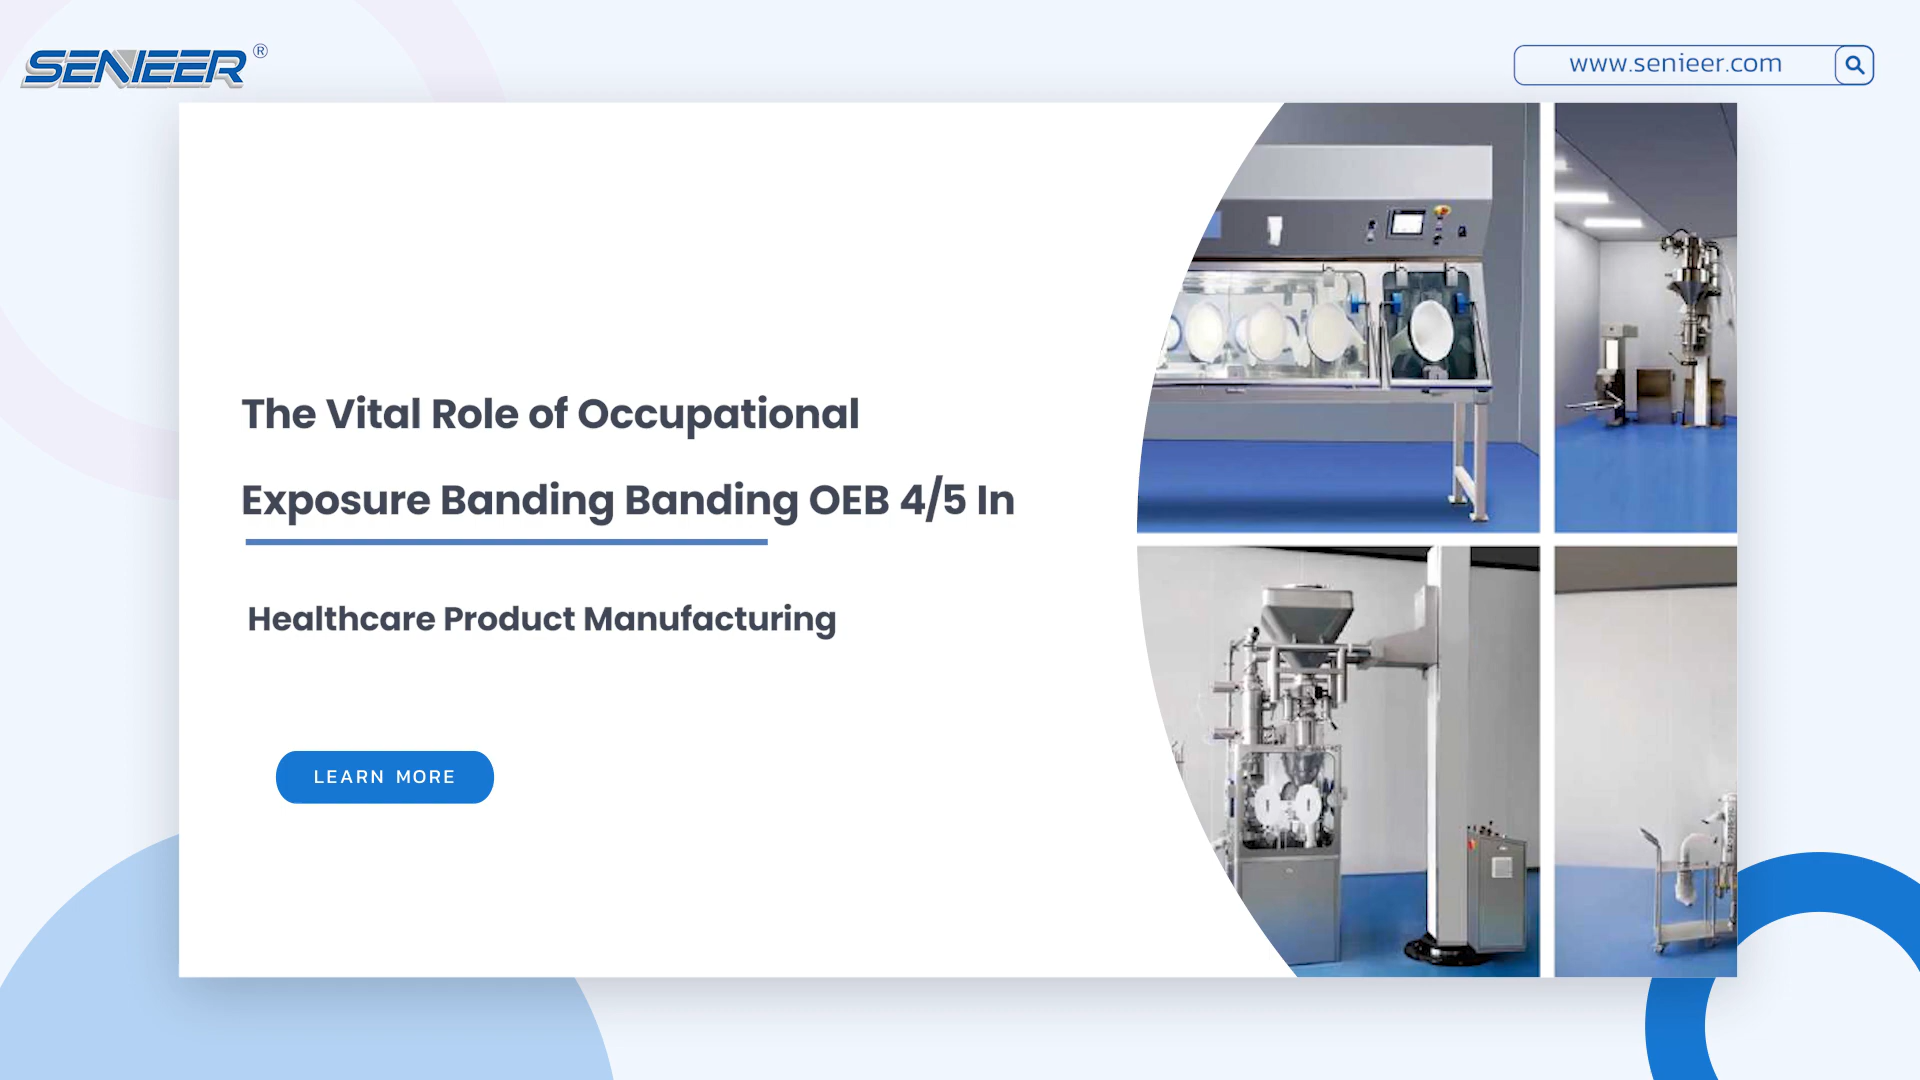 SENIEER®
www.senieer.com
The Vital Role of Occupational
Exposure Banding Banding OEB 4/5 In
Healthcare Product Manufacturing
LEARN MORE